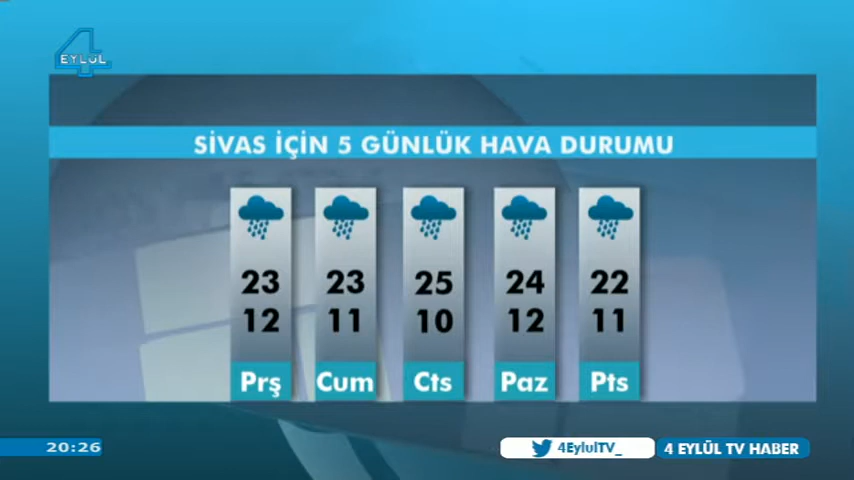 4
EYLÜL
SİVAS İÇİN 5 GÜNLÜK HAVA DURUMU
23 23 25 24 22
12 11 10 12 11
Prş Cum Cts Paz Pts
20:26 4EylulTV_ 4 EYLÜL TV HABER